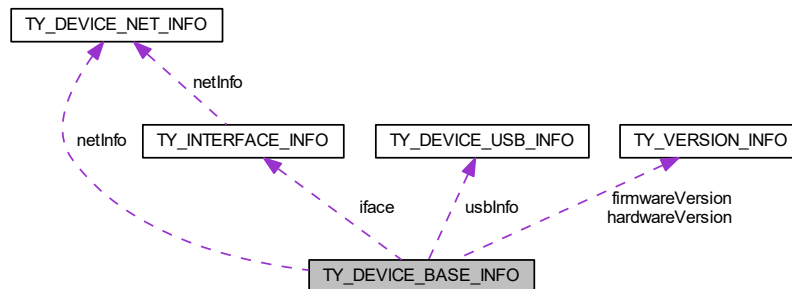 TY_DEVICE_NET_INFO
netInfo
TY_INTERFACE_INFO
TY_DEVICE_USB_INFO
TY_VERSION_INFO
netInfo
iface
usbInfo
firmwareVersion
hardwareVersion
TY_DEVICE_BASE_INFO